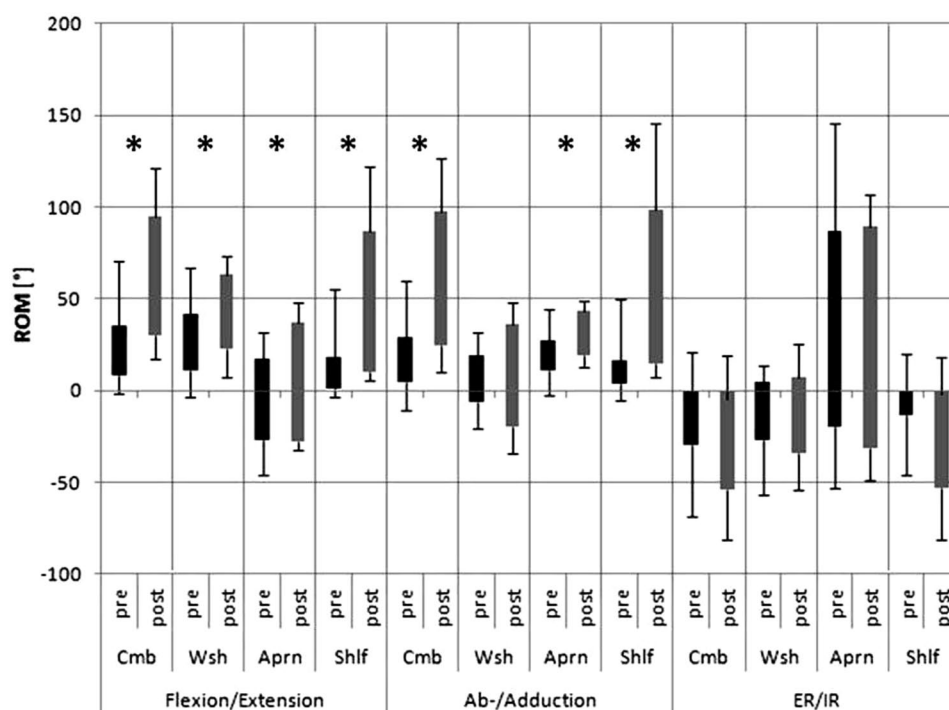 200
150
* * * * * * *
100
50
0
-50
-100
ROM [°]
pre post pre post pre post pre post pre post pre post pre post pre post pre post pre post pre post pre post
Cmb Wsh Aprn Shlf Cmb Wsh Aprn Shlf Cmb Wsh Aprn Shlf
Flexion/Extension Ab-/Adduction ER/IR